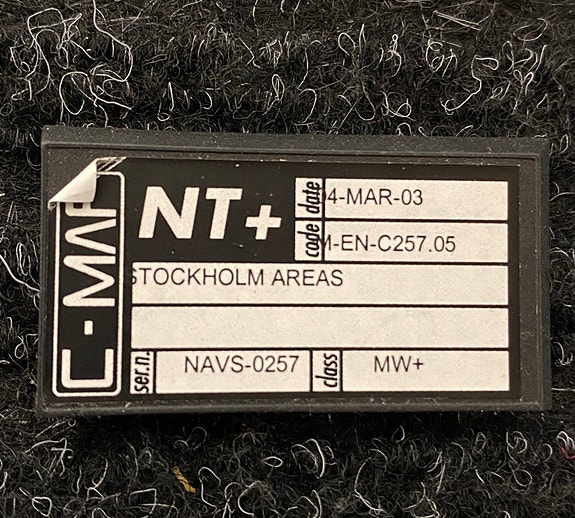 C-MAP
NT+
date 4-MAR-03
code M-EN-C257.05
STOCKHOLM AREAS
ser.n. NAVS-0257 class MW+